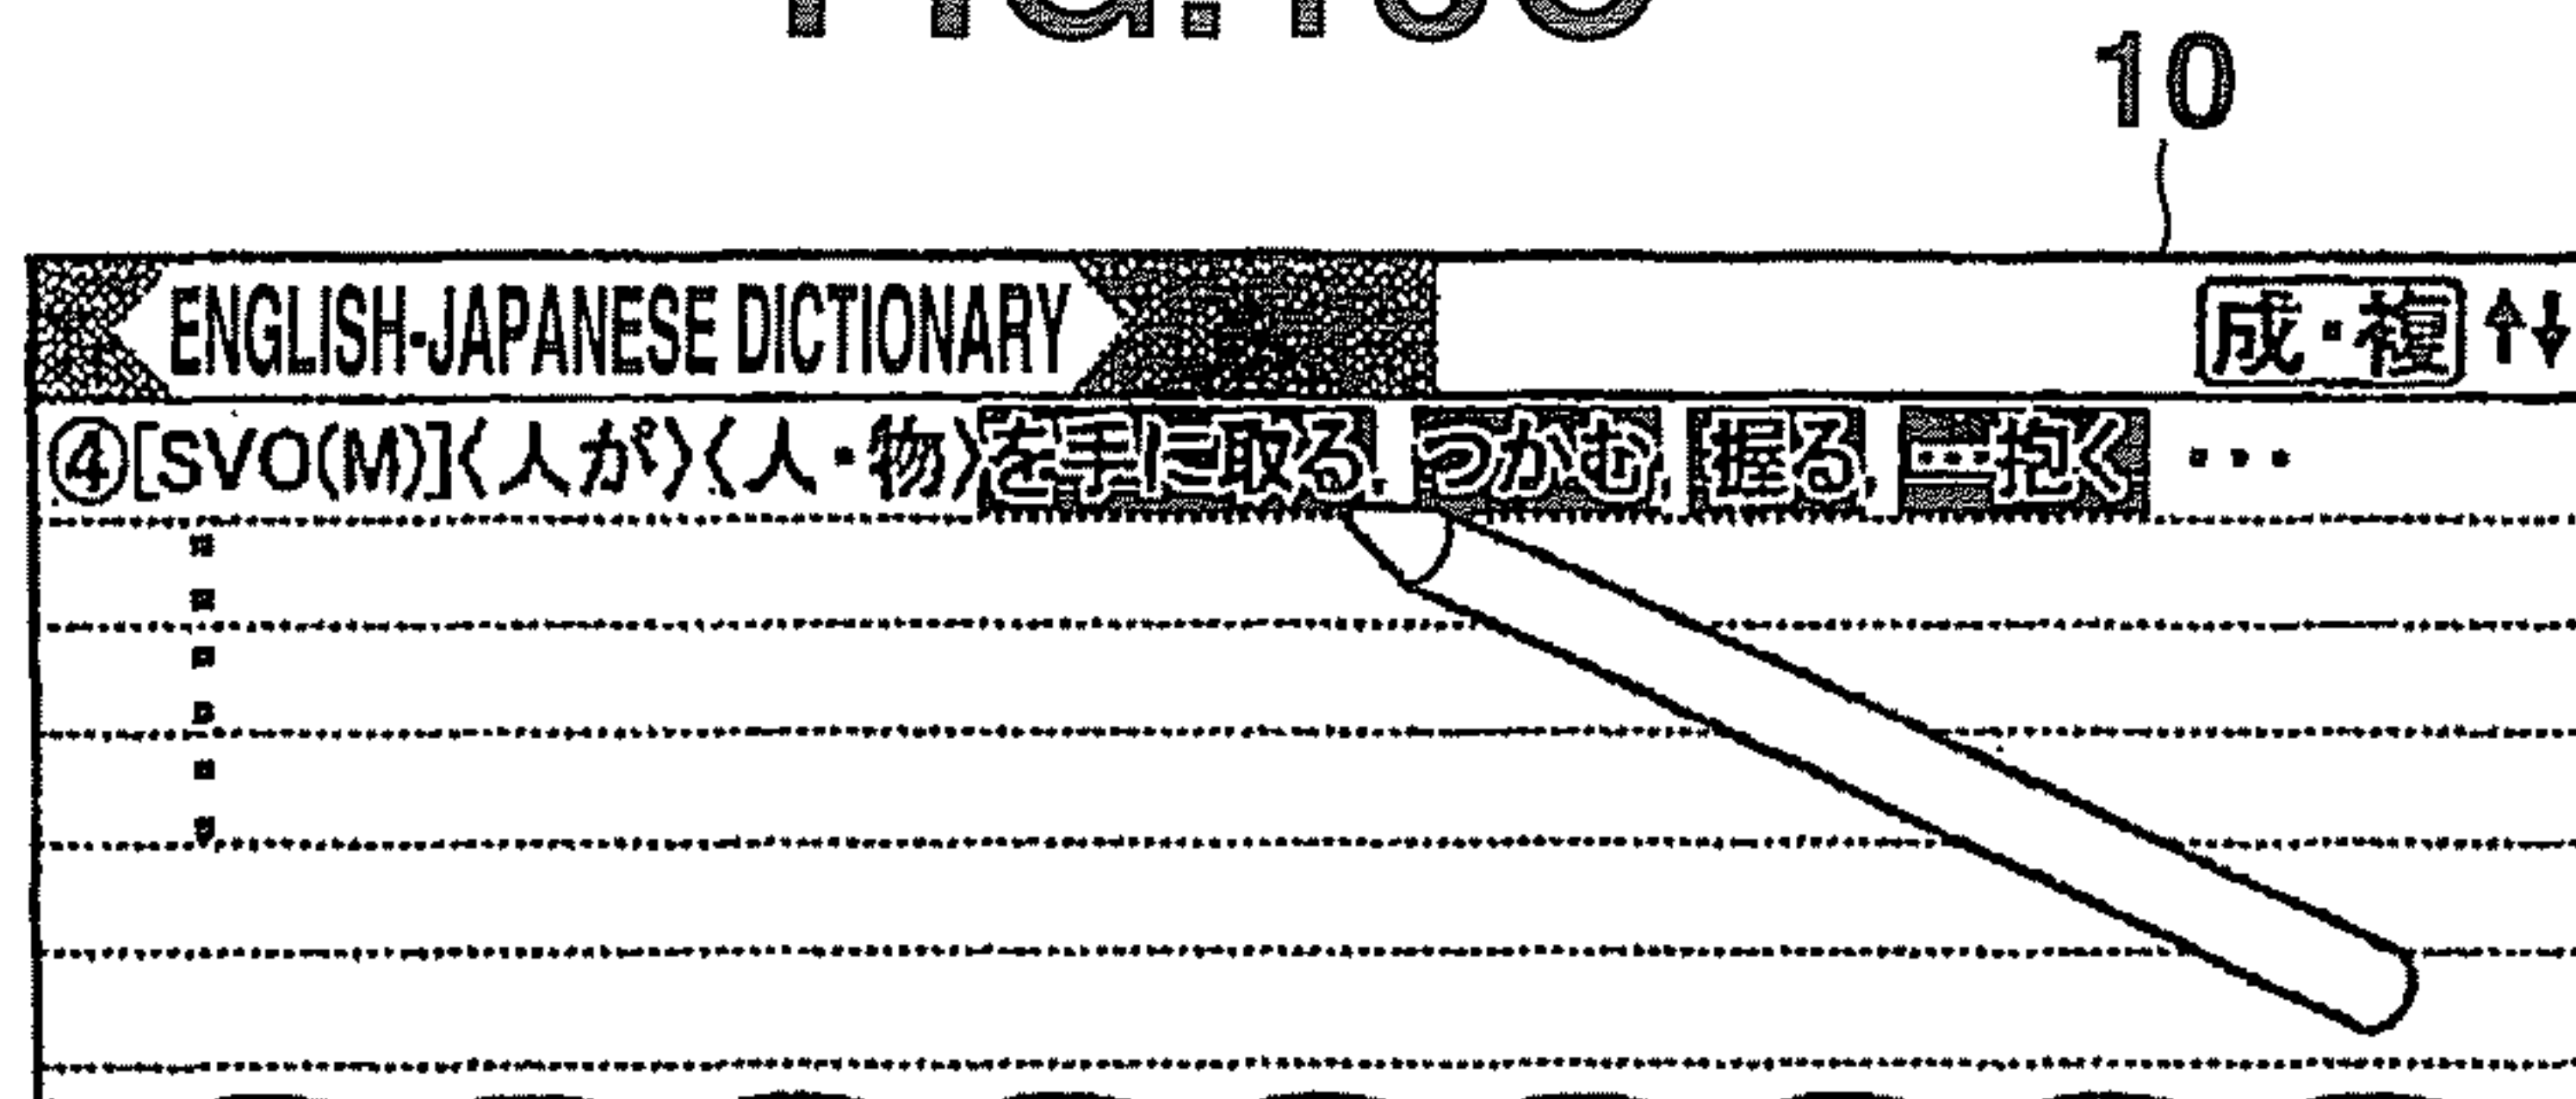 10
ENGLISH-JAPANESE DICTIONARY 成・複 ↑↓
④[SVO(M)]〈人が〉〈人・物〉を手に取る, つかむ, 握る, …抱く ・・・